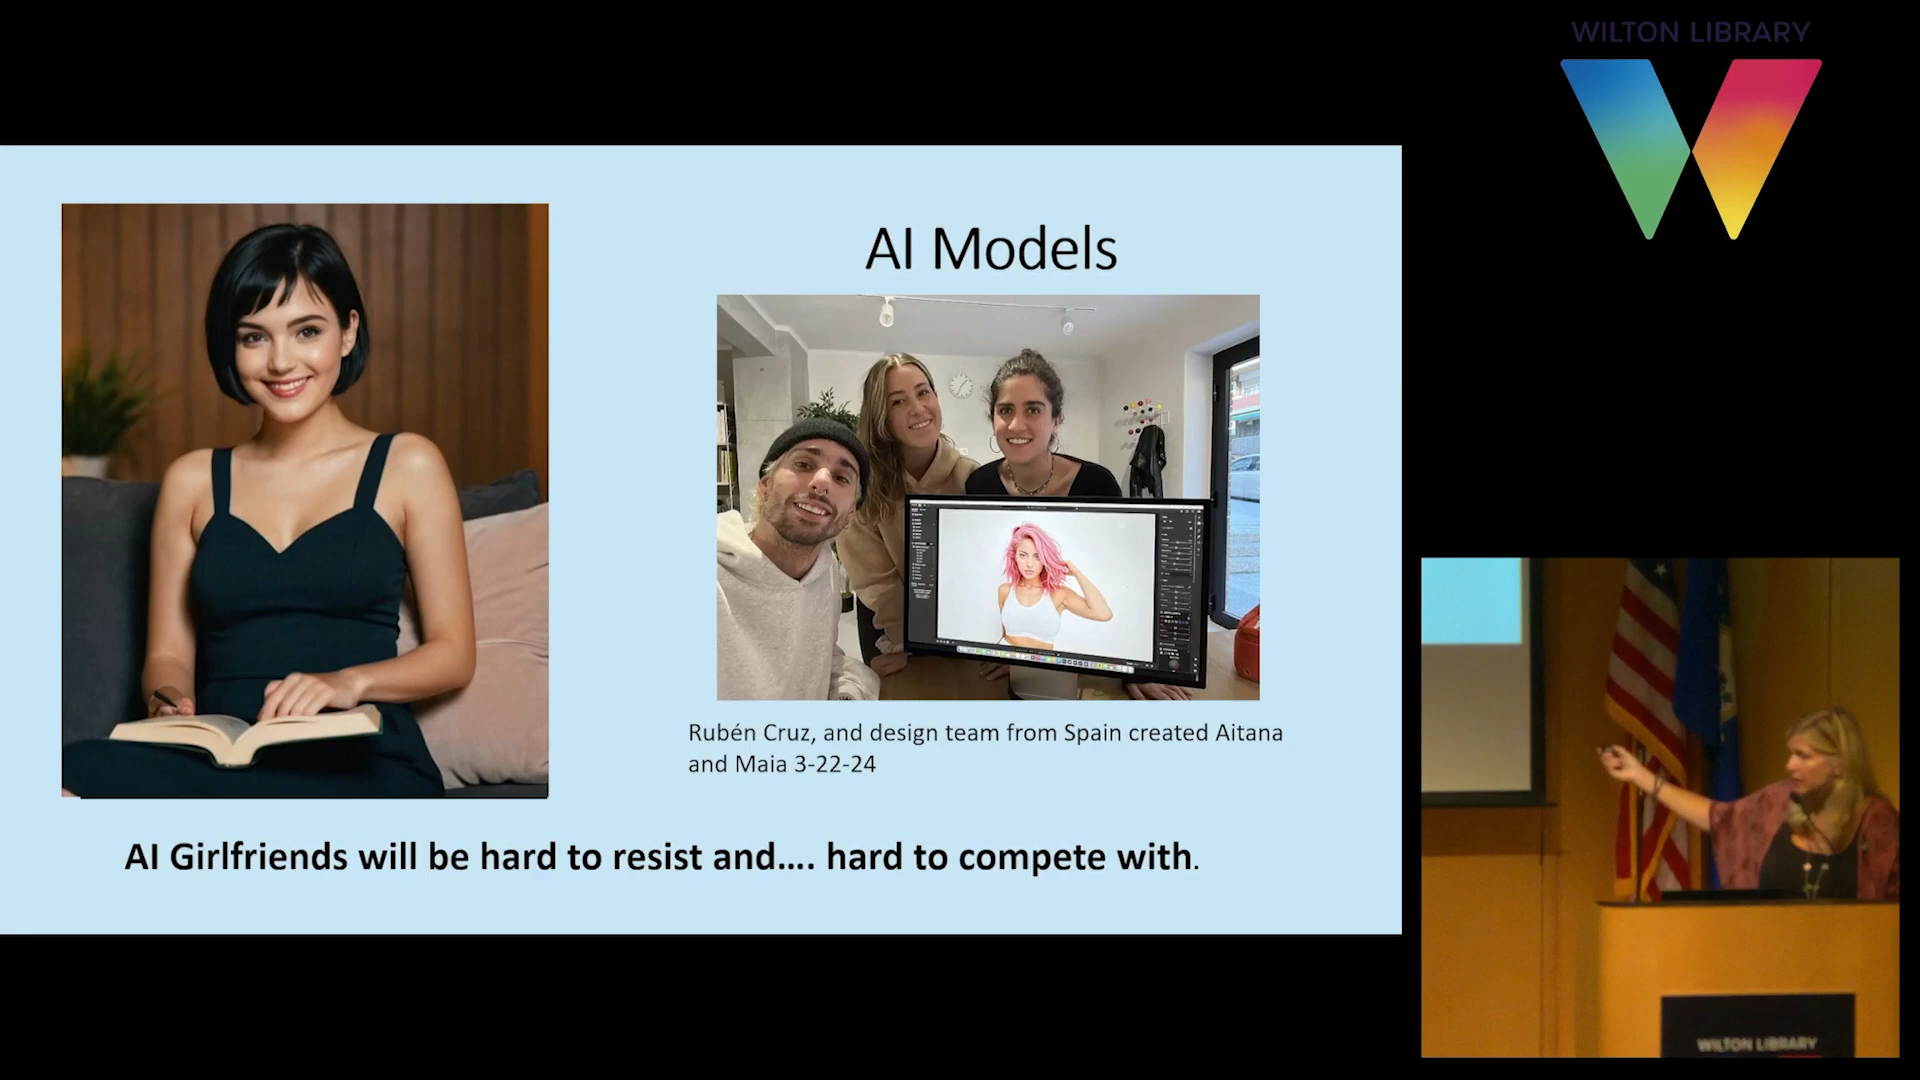 WILTON LIBRARY
AI Models
Rubén Cruz, and design team from Spain created Aitana
and Maia 3-22-24
AI Girlfriends will be hard to resist and…. hard to compete with.
WILTON LIBRARY